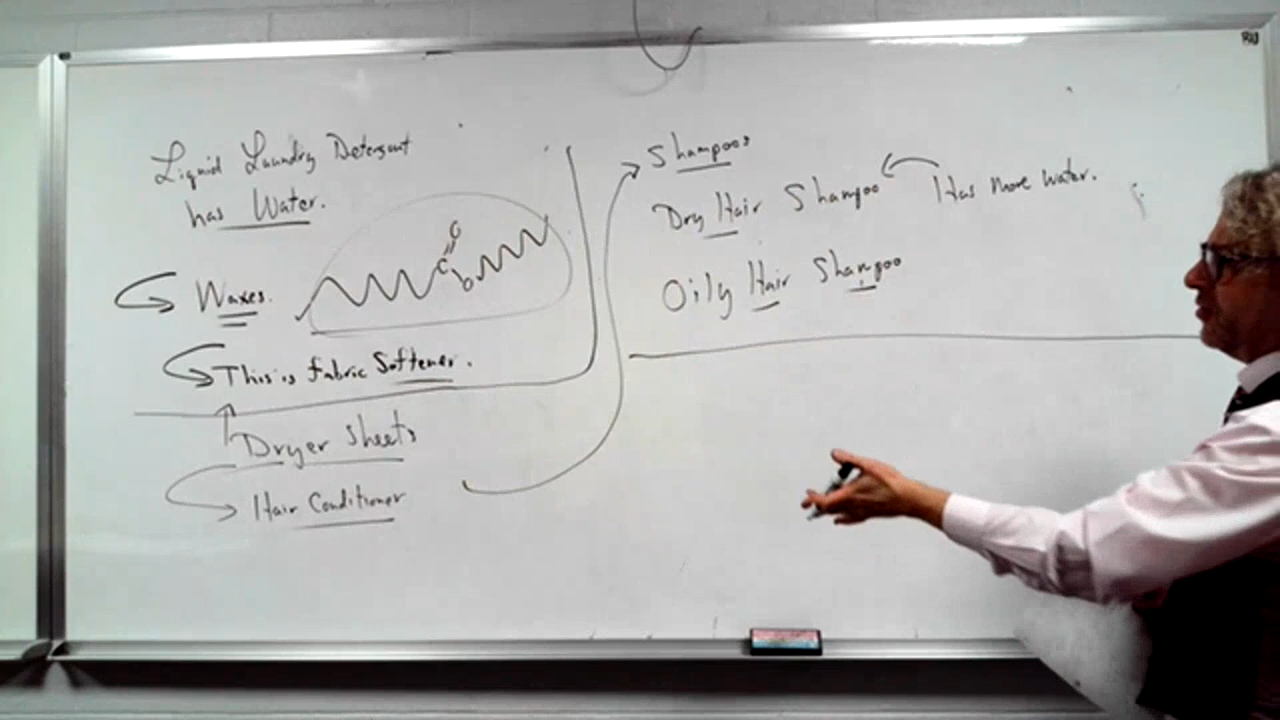 Liquid Laundry Detergent
has Water.
Waxes.
C
O
O
This is Fabric Softener.
Dryer Sheets
Hair Conditioner
Shampoos
Dry Hair Shampoo
Has More Water.
Oily Hair Shampoo